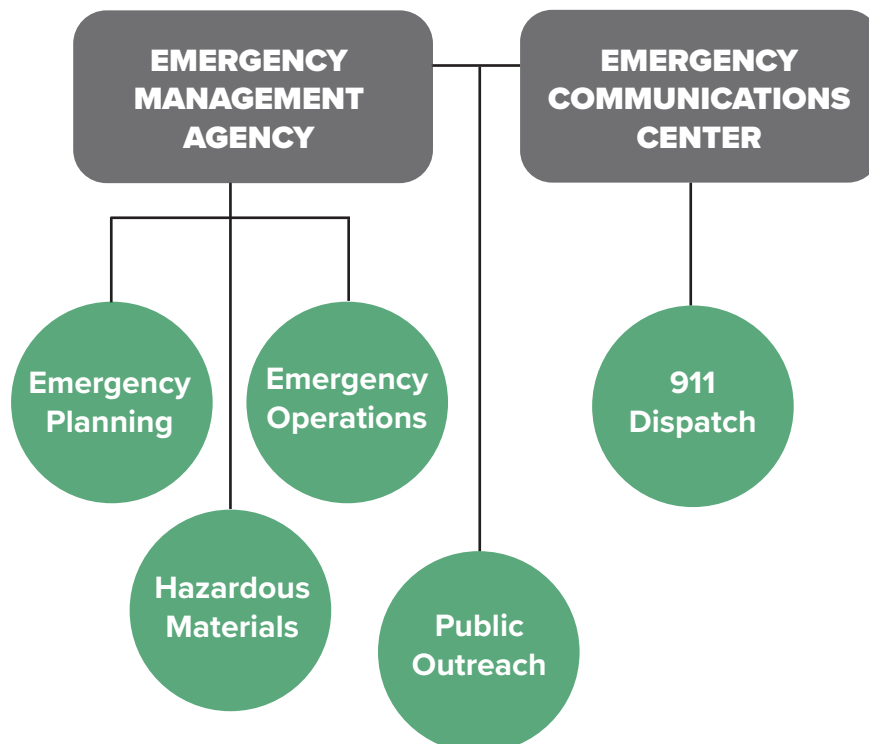 EMERGENCY
MANAGEMENT
AGENCY
EMERGENCY
COMMUNICATIONS
CENTER
Emergency
Planning
Emergency
Operations
911
Dispatch
Hazardous
Materials
Public
Outreach